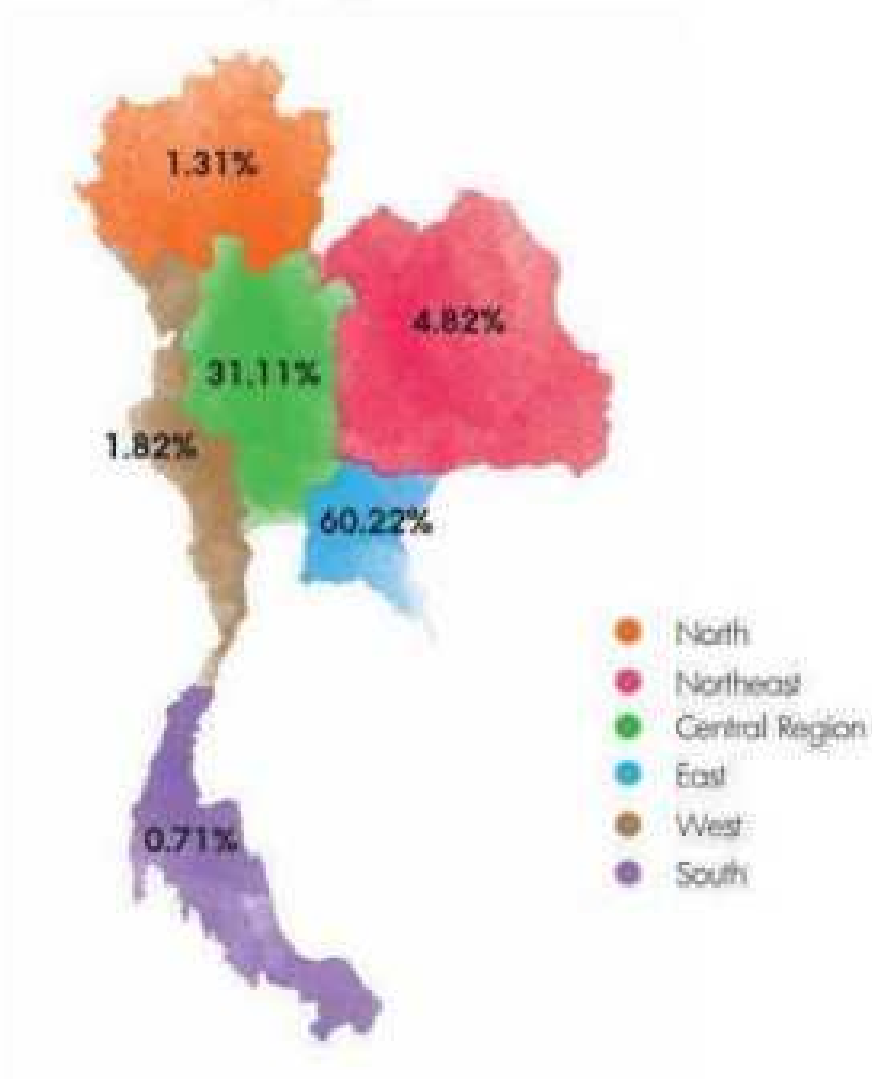 1.31%
4.82%
31.11%
1.82%
60.22%
0.71%
North
Northeast
Central Region
East
West
South